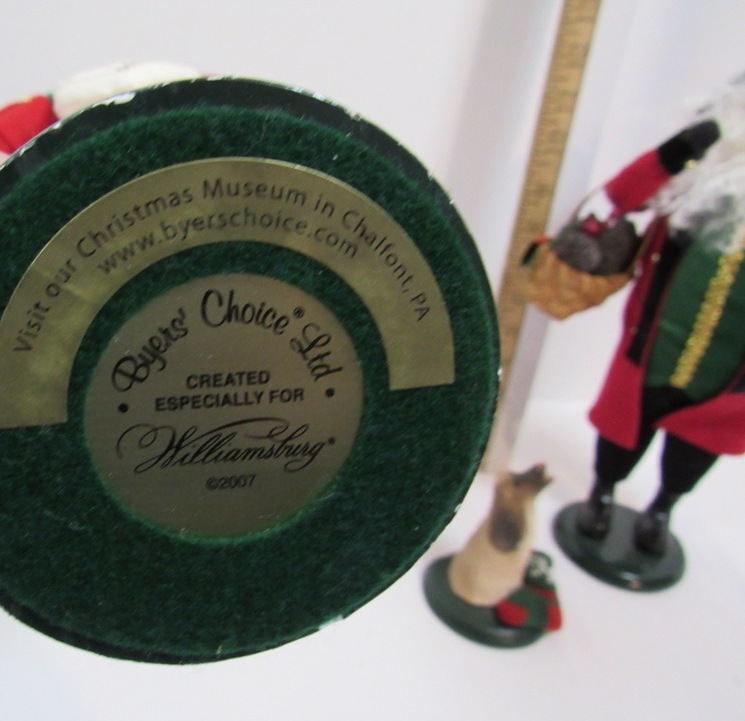 Visit our Christmas Museum in Chalfont, PA
www.byerschoice.com
Byers' Choice® Ltd
• CREATED •
ESPECIALLY FOR
Williamsburg®
©2007